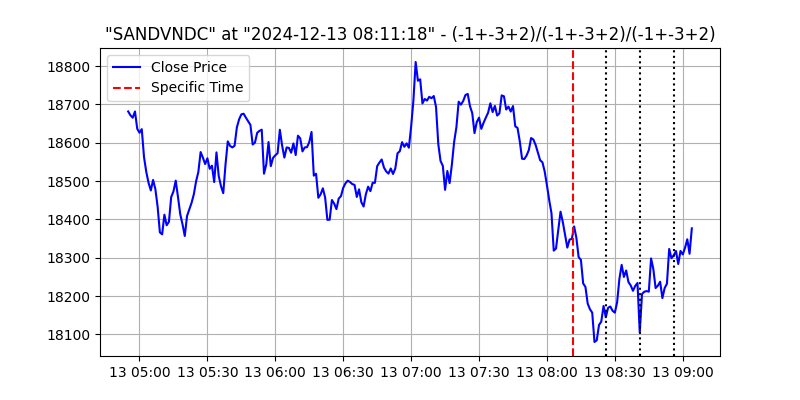 "SANDVNDC" at "2024-12-13 08:11:18" - (-1+-3+2)/(-1+-3+2)/(-1+-3+2)
Close Price
Specific Time
18800
18700
18600
18500
18400
18300
18200
18100
13 05:00 13 05:30 13 06:00 13 06:30 13 07:00 13 07:30 13 08:00 13 08:30 13 09:00